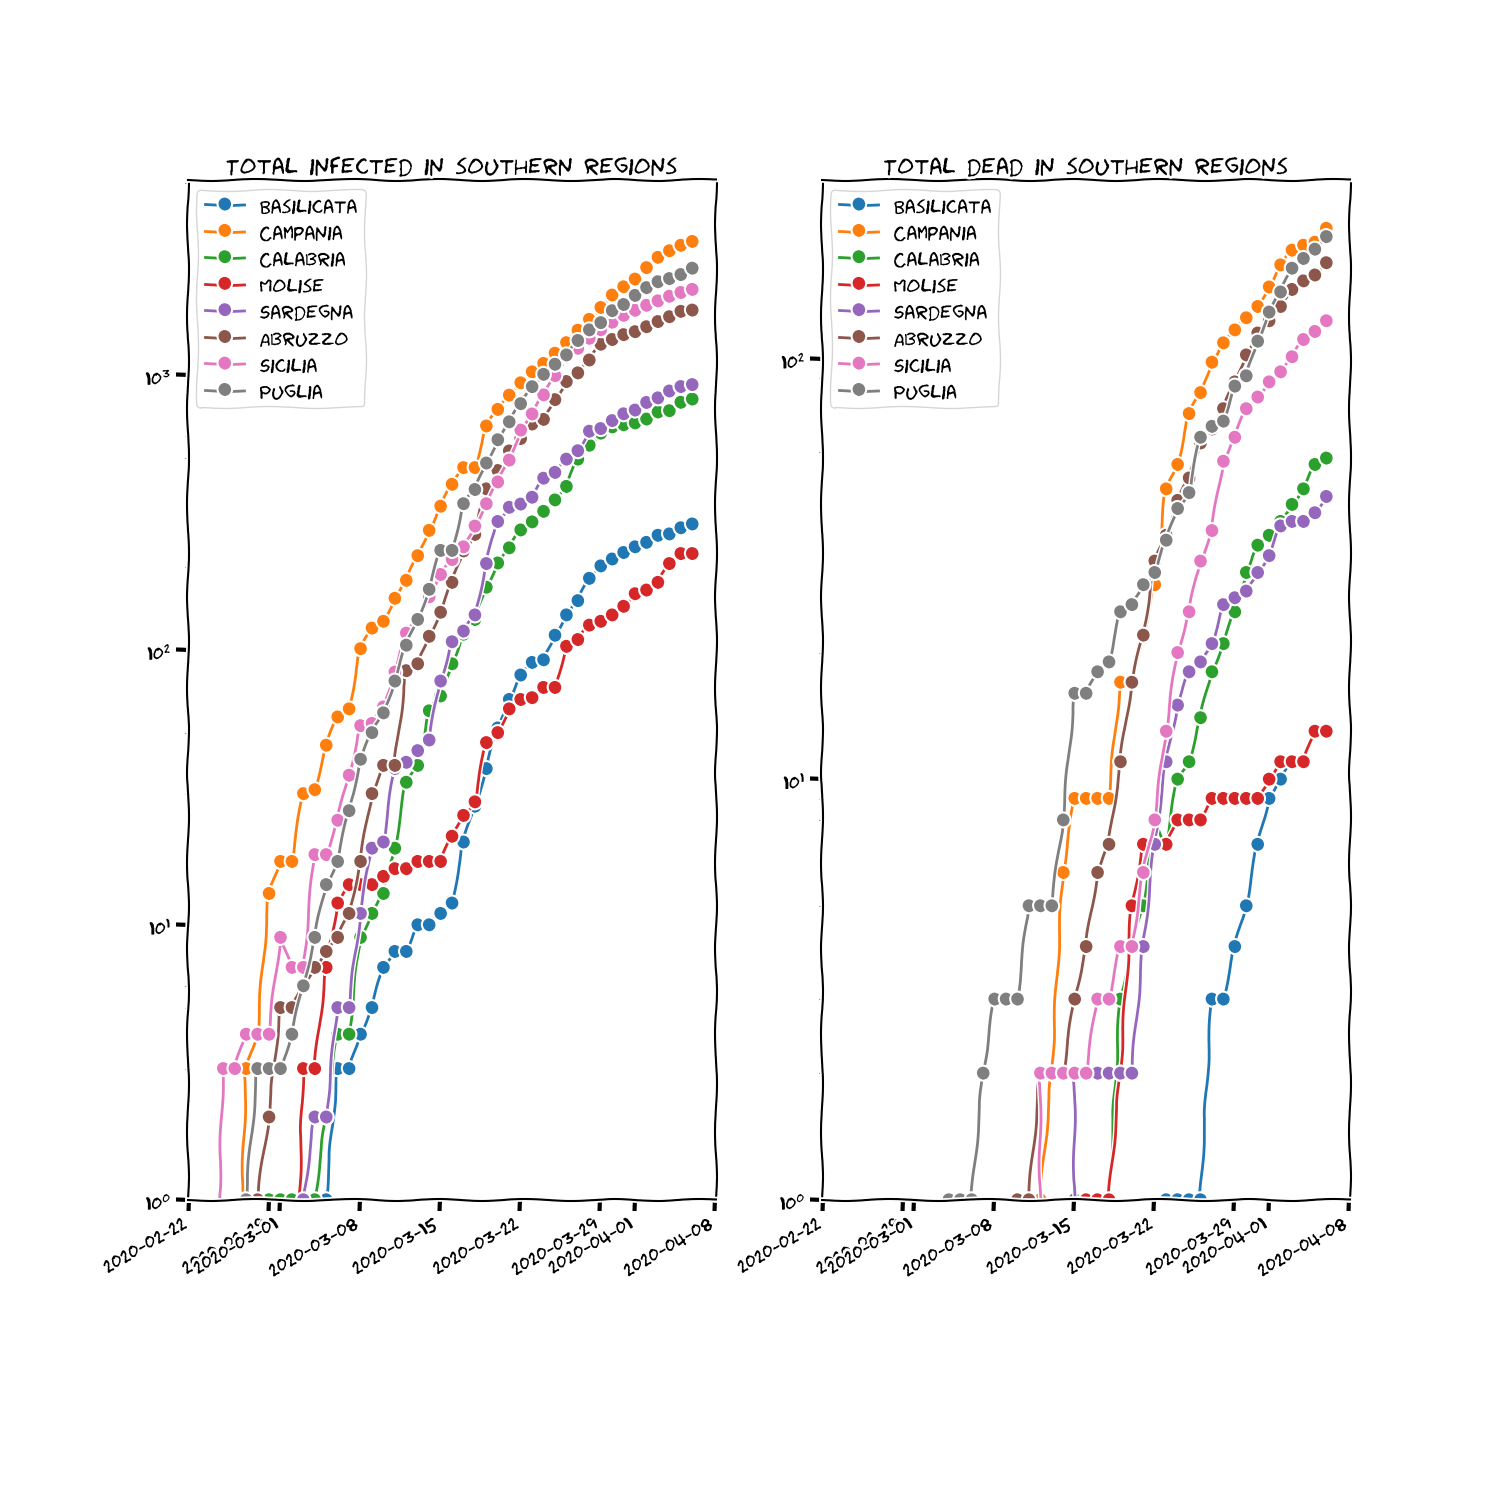 TOTAL INFECTED IN SOUTHERN REGIONS
BASILICATA
CAMPANIA
CALABRIA
MOLISE
SARDEGNA
ABRUZZO
SICILIA
PUGLIA
10³
10²
10¹
10⁰
2020-02-22
2020-03-01
2020-03-08
2020-03-15
2020-03-22
2020-03-29
2020-04-01
2020-04-08
TOTAL DEAD IN SOUTHERN REGIONS
BASILICATA
CAMPANIA
CALABRIA
MOLISE
SARDEGNA
ABRUZZO
SICILIA
PUGLIA
10²
10¹
10⁰
2020-02-22
2020-03-01
2020-03-08
2020-03-15
2020-03-22
2020-03-29
2020-04-01
2020-04-08